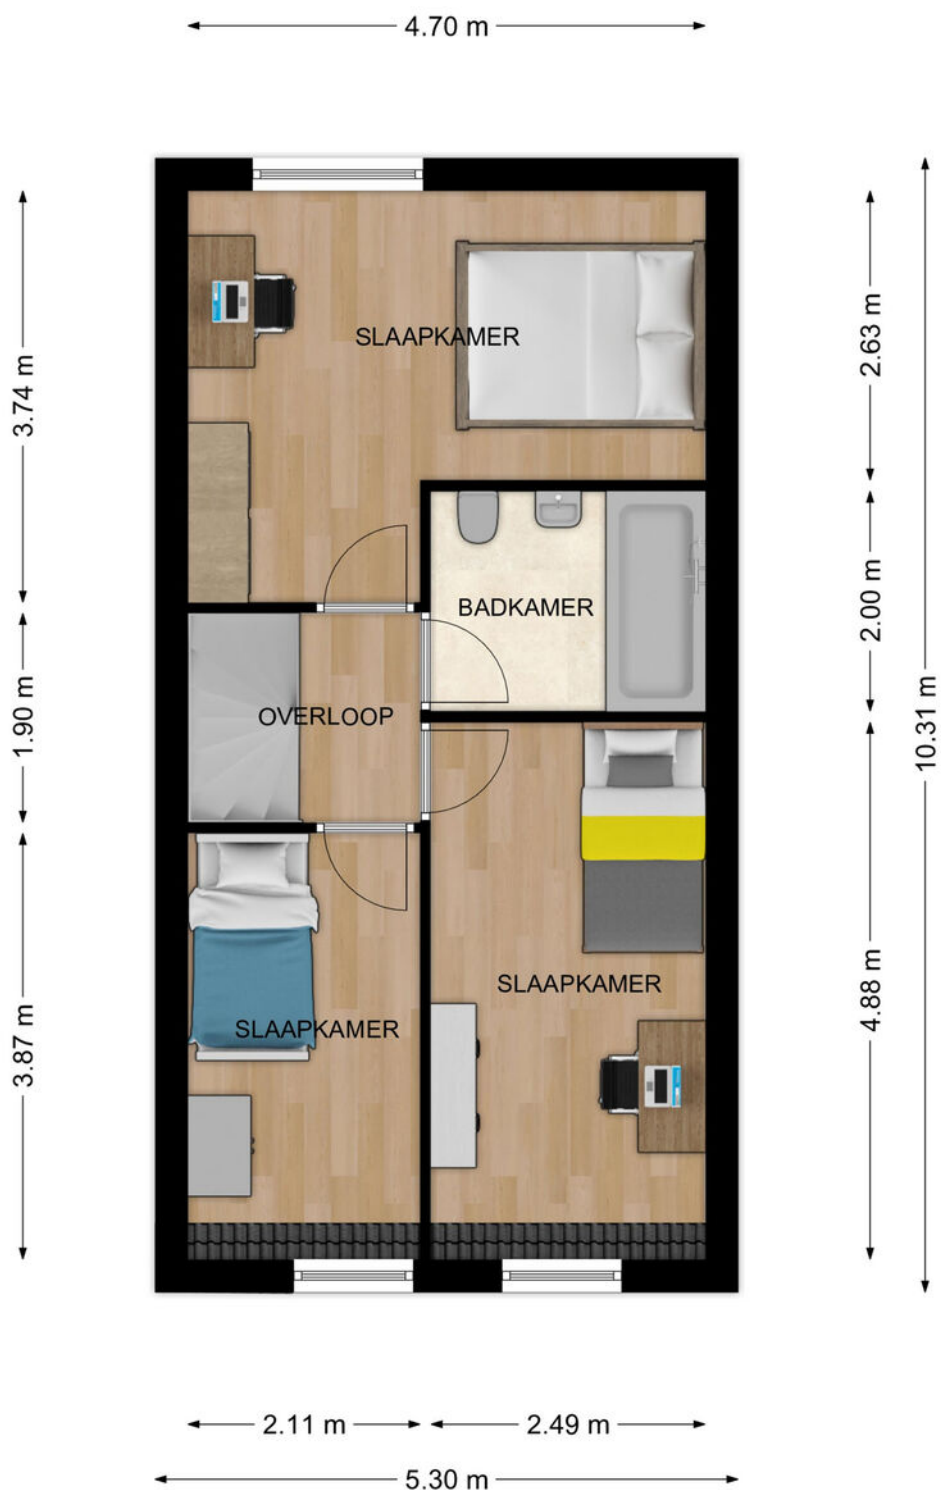 4.70 m
3.74 m
1.90 m
3.87 m
SLAAPKAMER
BADKAMER
OVERLOOP
SLAAPKAMER
SLAAPKAMER
2.63 m
2.00 m
4.88 m
10.31 m
2.11 m
2.49 m
5.30 m